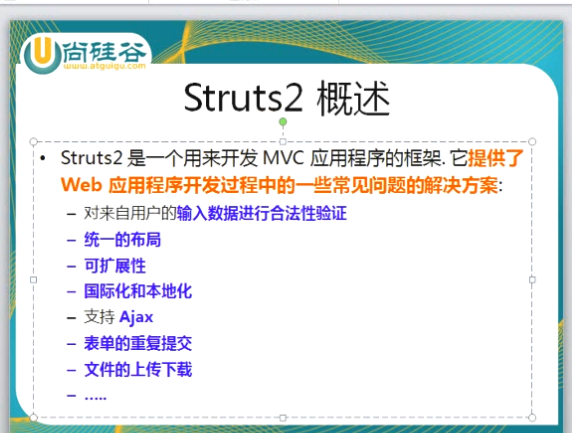 尚硅谷
www.atguigu.com
Struts2 概述
• Struts2 是一个用来开发 MVC 应用程序的框架. 它提供了
Web 应用程序开发过程中的一些常见问题的解决方案:
– 对来自用户的输入数据进行合法性验证
– 统一的布局
– 可扩展性
– 国际化和本地化
– 支持 Ajax
– 表单的重复提交
– 文件的上传下载
– .....